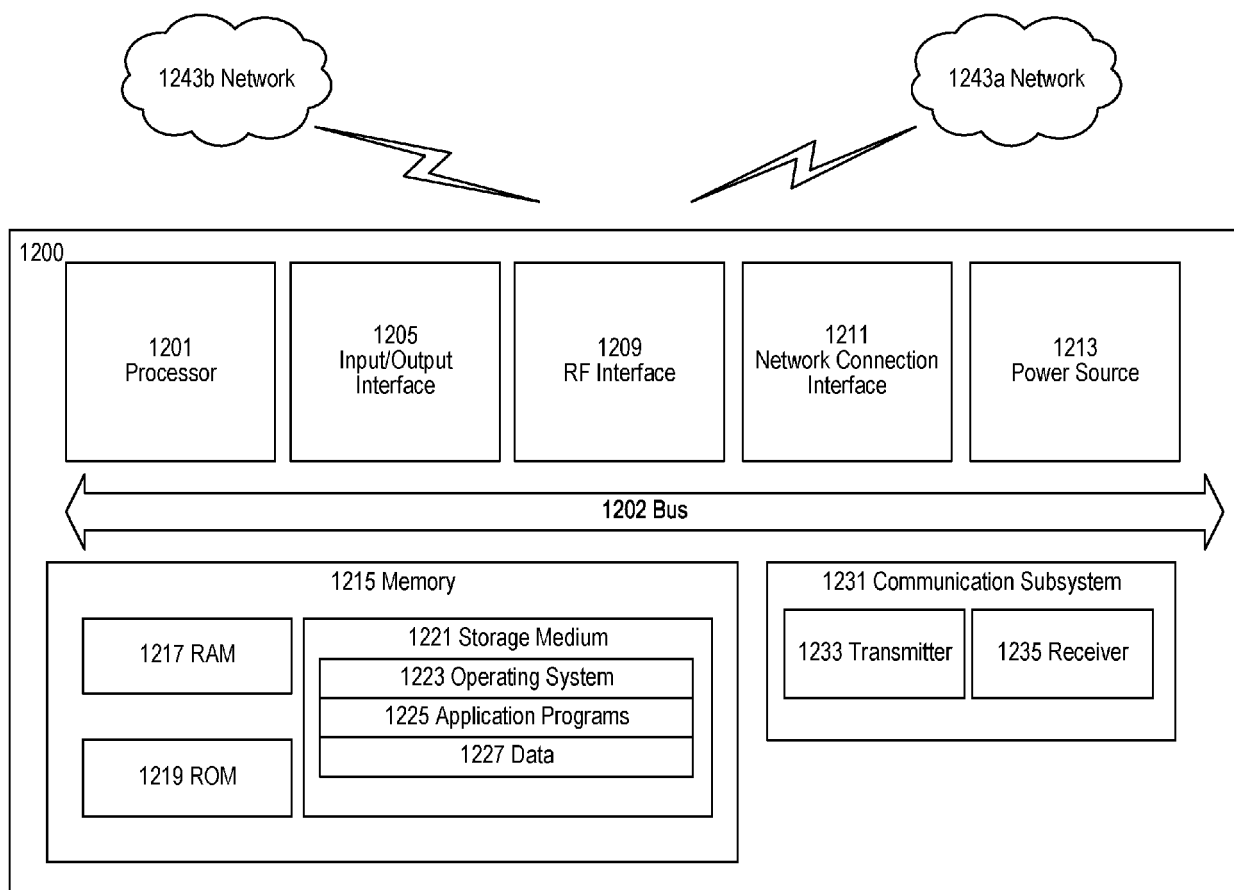 1243b Network
1243a Network
1200
1201
Processor
1205
Input/Output
Interface
1209
RF Interface
1211
Network Connection
Interface
1213
Power Source
1202 Bus
1215 Memory
1217 RAM
1219 ROM
1221 Storage Medium
1223 Operating System
1225 Application Programs
1227 Data
1231 Communication Subsystem
1233 Transmitter
1235 Receiver